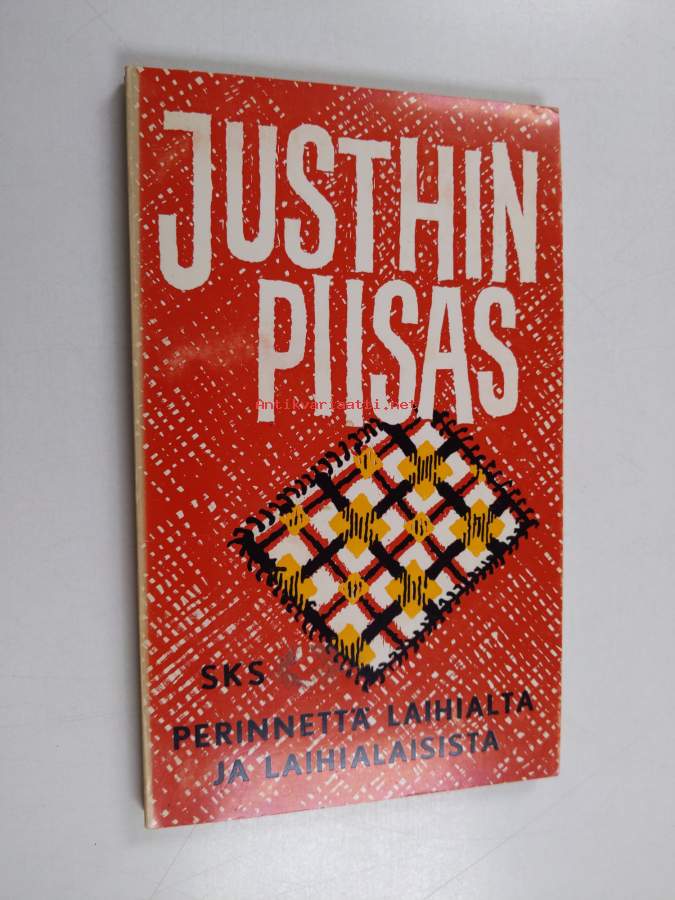 JUSTHIN
PIISAS
Antikvariaatti.net
SKS
PERINNETTÄ LAIHIALTA
JA LAIHIALAISISTA